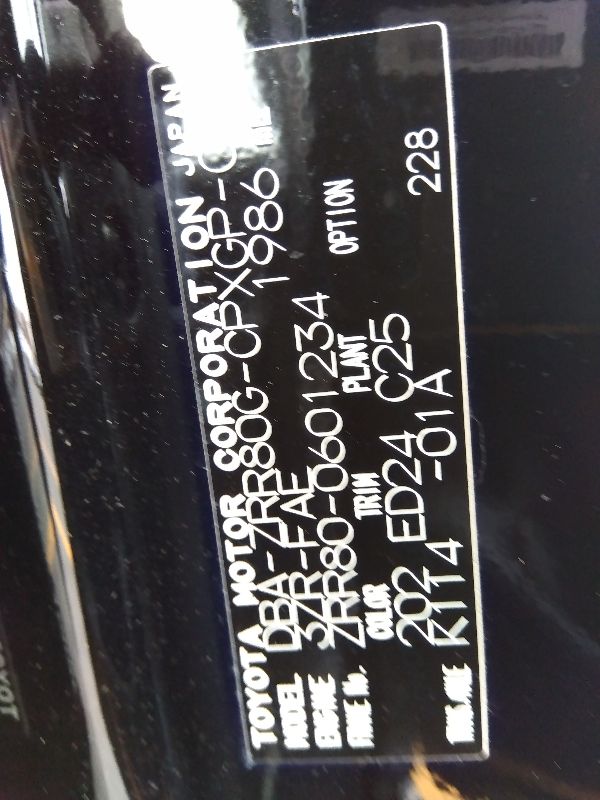 TOYOTA MOTOR CORPORATION JAPAN
MODEL DBA-ZRR80G-CPXGP-
ENGINE 3ZR-FAE 1986
FRAME No. ZRR80-0601234
COLOR TRIM PLANT OPTION
202 ED24 C25 228
TRANS/AXLE K114 -01A